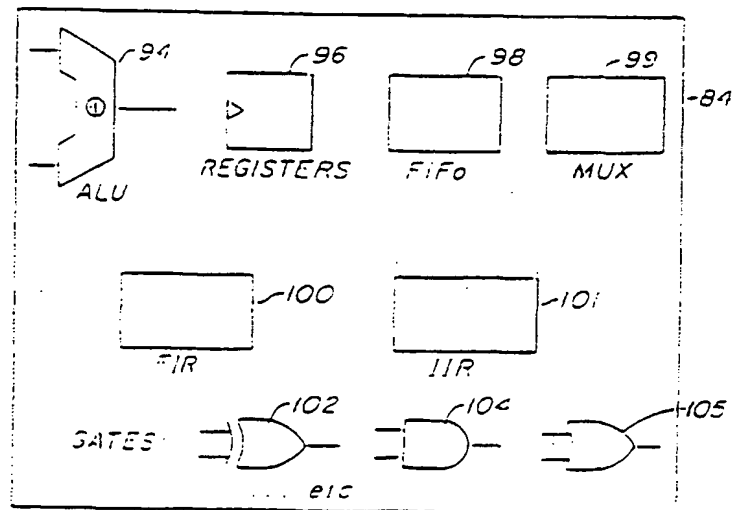 94 96 98 99
84
ALU REGISTERS FiFo MUX
100 101
FIR IIR
102 104 105
GATES:
... etc